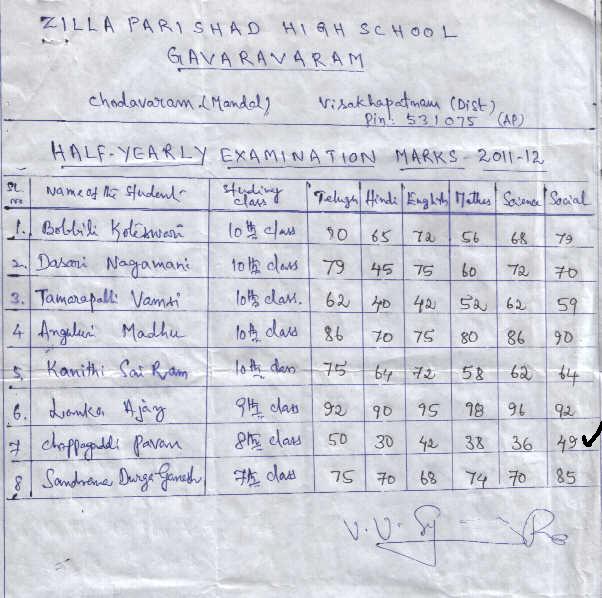 ZILLA PARISHAD HIGH SCHOOL
GAVARAVARAM
Chodavaram (Mandal) Visakhapatnam (Dist)
Pin: 531075 (AP)
HALF-YEARLY EXAMINATION MARKS - 2011-12
Sl no Name of the Student Studing class Telugu Hindi English Mathes Science Social
1. Bobbili Koteswari 10th class 90 65 72 56 68 79
2. Dasari Nagamani 10th class 79 45 75 60 72 70
3. Tamarapalli Vamsi 10th class. 62 40 42 52 62 59
4 Angaluri Madhu 10th class 86 70 75 80 86 90
5. Kanithi Sai Ram 10th class 75 64 72 58 62 64
6. Lanka Ajay 9th class 92 90 95 98 96 92
7 Chappagaddi Pavan 8th class 50 30 42 38 36 49
8 Durga Ganesh 7th class 75 70 68 74 70 85
V. V.